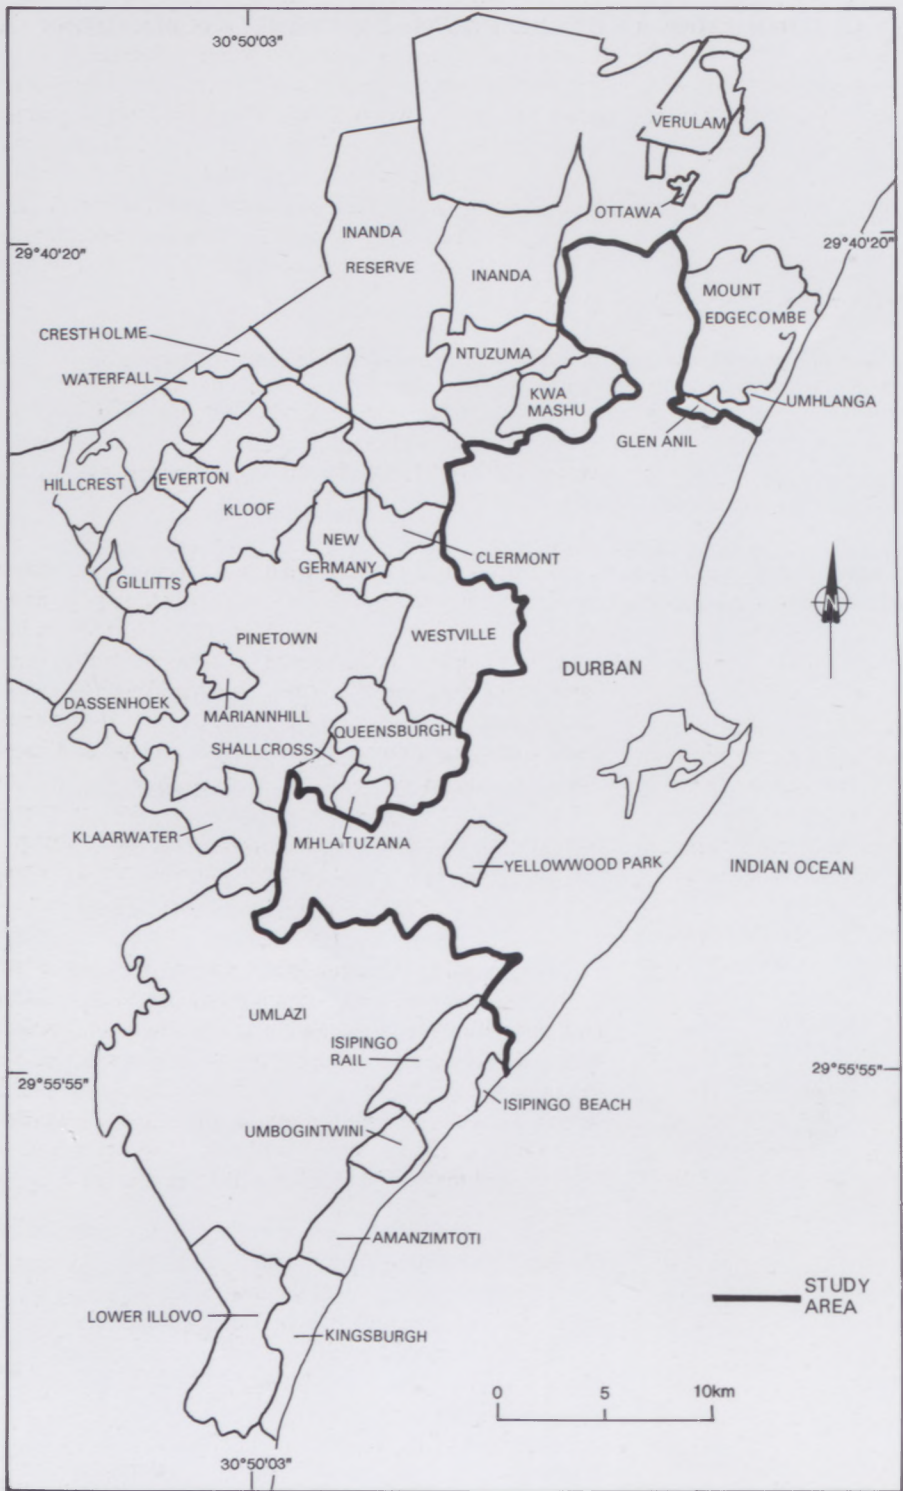 30°50'03"
VERULAM
OTTAWA
29°40'20"
29°40'20"
INANDA
RESERVE
INANDA
MOUNT
EDGECOMBE
CRESTHOLME
WATERFALL
NTUZUMA
KWA
MASHU
UMHLANGA
GLEN ANIL
HILLCREST
EVERTON
KLOOF
NEW
GERMANY
CLERMONT
GILLITTS
N
PINETOWN
WESTVILLE
DURBAN
DASSENHOEK
MARIANNHILL
QUEENSBURGH
SHALLCROSS
KLAARWATER
MHLATUZANA
YELLOWWOOD PARK
INDIAN OCEAN
UMLAZI
ISIPINGO
RAIL
29°55'55"
29°55'55"
ISIPINGO BEACH
UMBOGINTWINI
AMANZIMTOTI
STUDY
AREA
LOWER ILLOVO
KINGSBURGH
0 5 10km
30°50'03"